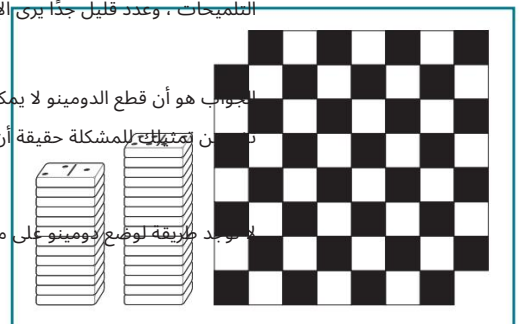 التلميحات ، وعدد قليل جدًا يرى الا
الجواب هو أن قطع الدومينو لا يمك
تمثيلك للمشكلة حقيقة أن
لا توجد طريقة لوضع دومينو على م